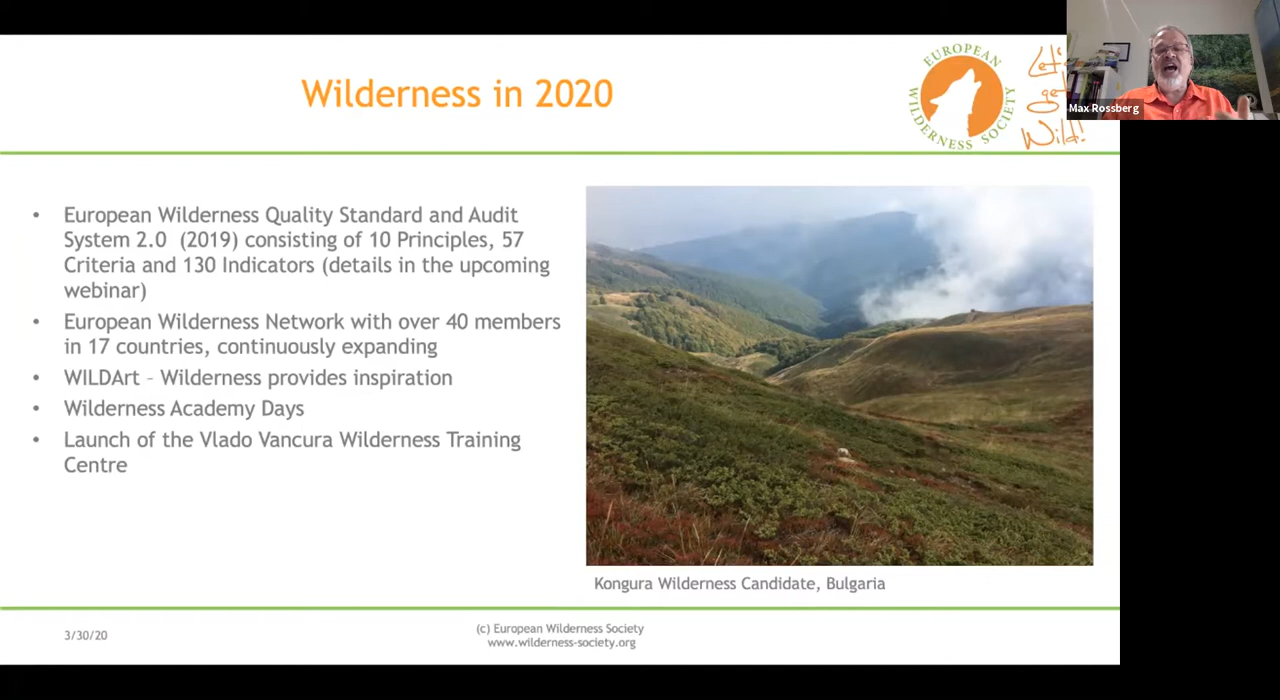 Wilderness in 2020
EUROPEAN
WILDERNESS SOCIETY
Let's
get
Wild!
Max Rossberg
• European Wilderness Quality Standard and Audit
System 2.0 (2019) consisting of 10 Principles, 57
Criteria and 130 Indicators (details in the upcoming
webinar)
• European Wilderness Network with over 40 members
in 17 countries, continuously expanding
• WILDArt – Wilderness provides inspiration
• Wilderness Academy Days
• Launch of the Vlado Vancura Wilderness Training
Centre
Kongura Wilderness Candidate, Bulgaria
3/30/20
(c) European Wilderness Society
www.wilderness-society.org